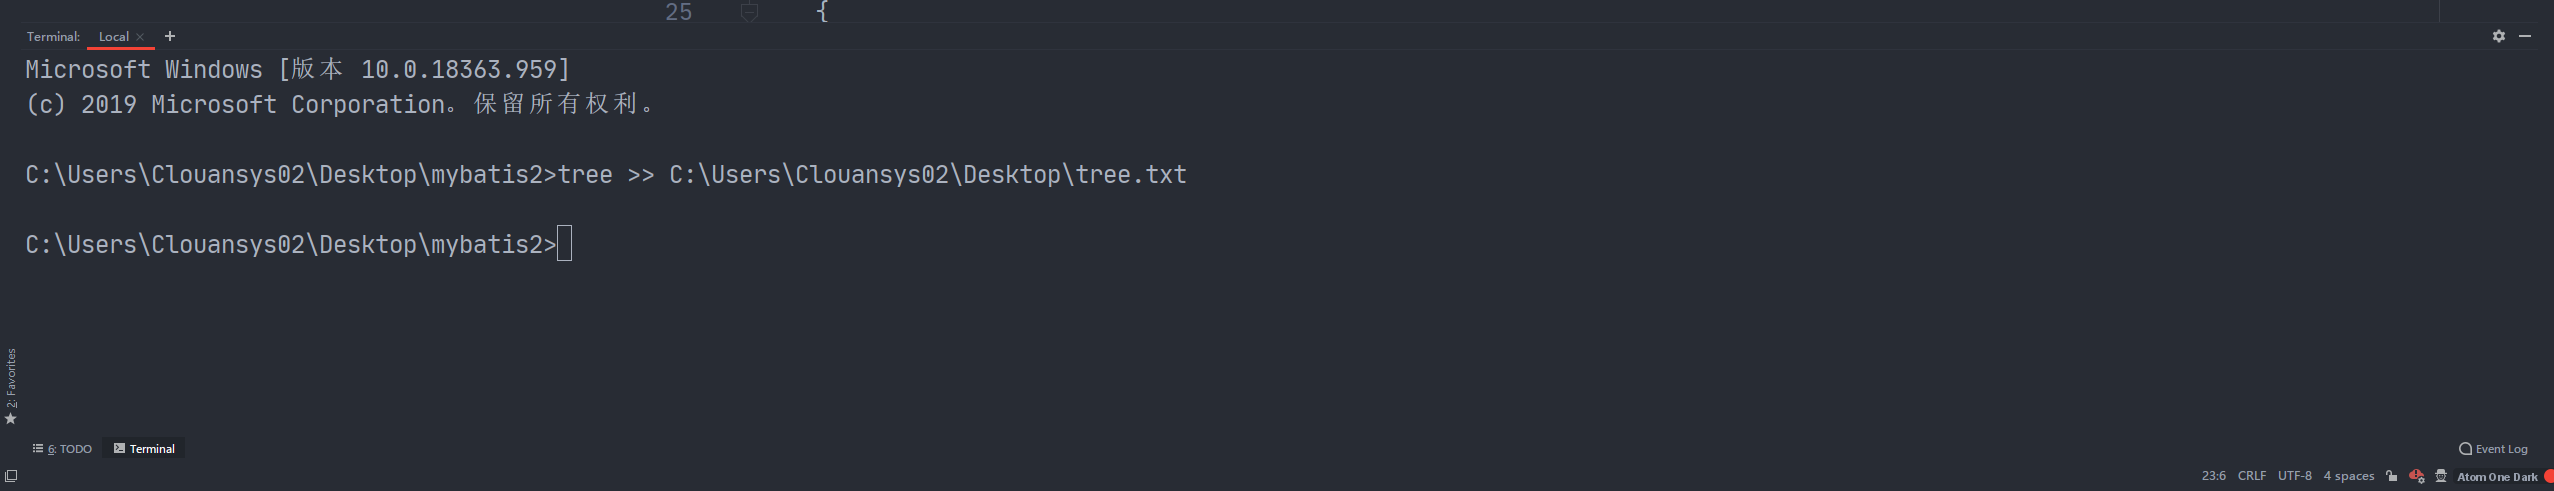 25 {
Terminal: Local × +
Microsoft Windows [版本 10.0.18363.959]
(c) 2019 Microsoft Corporation。保留所有权利。
C:\Users\Clouansys02\Desktop\mybatis2>tree >> C:\Users\Clouansys02\Desktop\tree.txt
C:\Users\Clouansys02\Desktop\mybatis2>
2: Favorites
6: TODO Terminal Event Log
23:6 CRLF UTF-8 4 spaces Atom One Dark